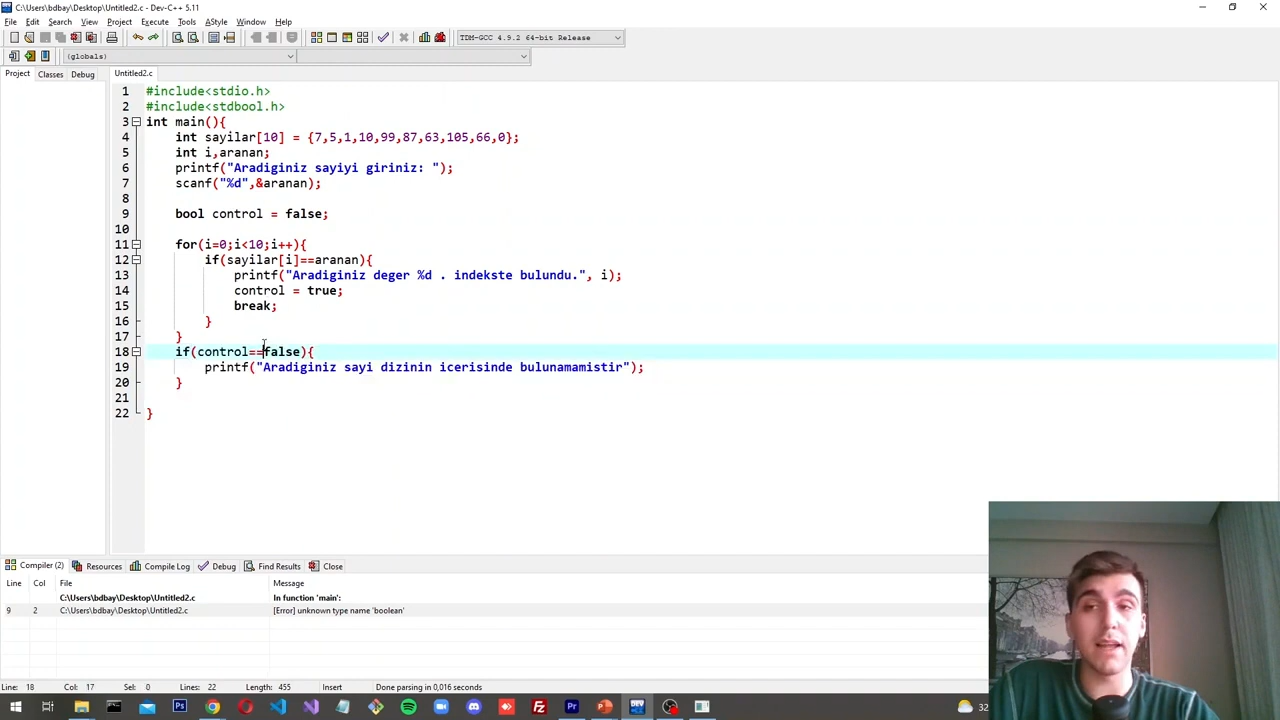 C:\Users\bdbay\Desktop\Untitled2.c - Dev-C++ 5.11
File Edit Search View Project Execute Tools AStyle Window Help
TDM-GCC 4.9.2 64-bit Release
(globals)
Project Classes Debug Untitled2.c
1 #include<stdio.h>
2 #include<stdbool.h>
3 int main(){
4 int sayilar[10] = {7,5,1,10,99,87,63,105,66,0};
5 int i,aranan;
6 printf("Aradiginiz sayiyi giriniz: ");
7 scanf("%d",&aranan);
8
9 bool control = false;
10
11 for(i=0;i<10;i++){
12 if(sayilar[i]==aranan){
13 printf("Aradiginiz deger %d . indekste bulundu.", i);
14 control = true;
15 break;
16 }
17 }
18 if(control==false){
19 printf("Aradiginiz sayi dizinin icerisinde bulunamamistir");
20 }
21
22 }
Compiler (2) Resources Compile Log Debug Find Results Close
Line Col File Message
C:\Users\bdbay\Desktop\Untitled2.c In function 'main':
9 2 C:\Users\bdbay\Desktop\Untitled2.c [Error] unknown type name 'boolean'
Line: 18 Col: 17 Sel: 0 Lines: 22 Length: 455 Insert Done parsing in 0,016 seconds
32